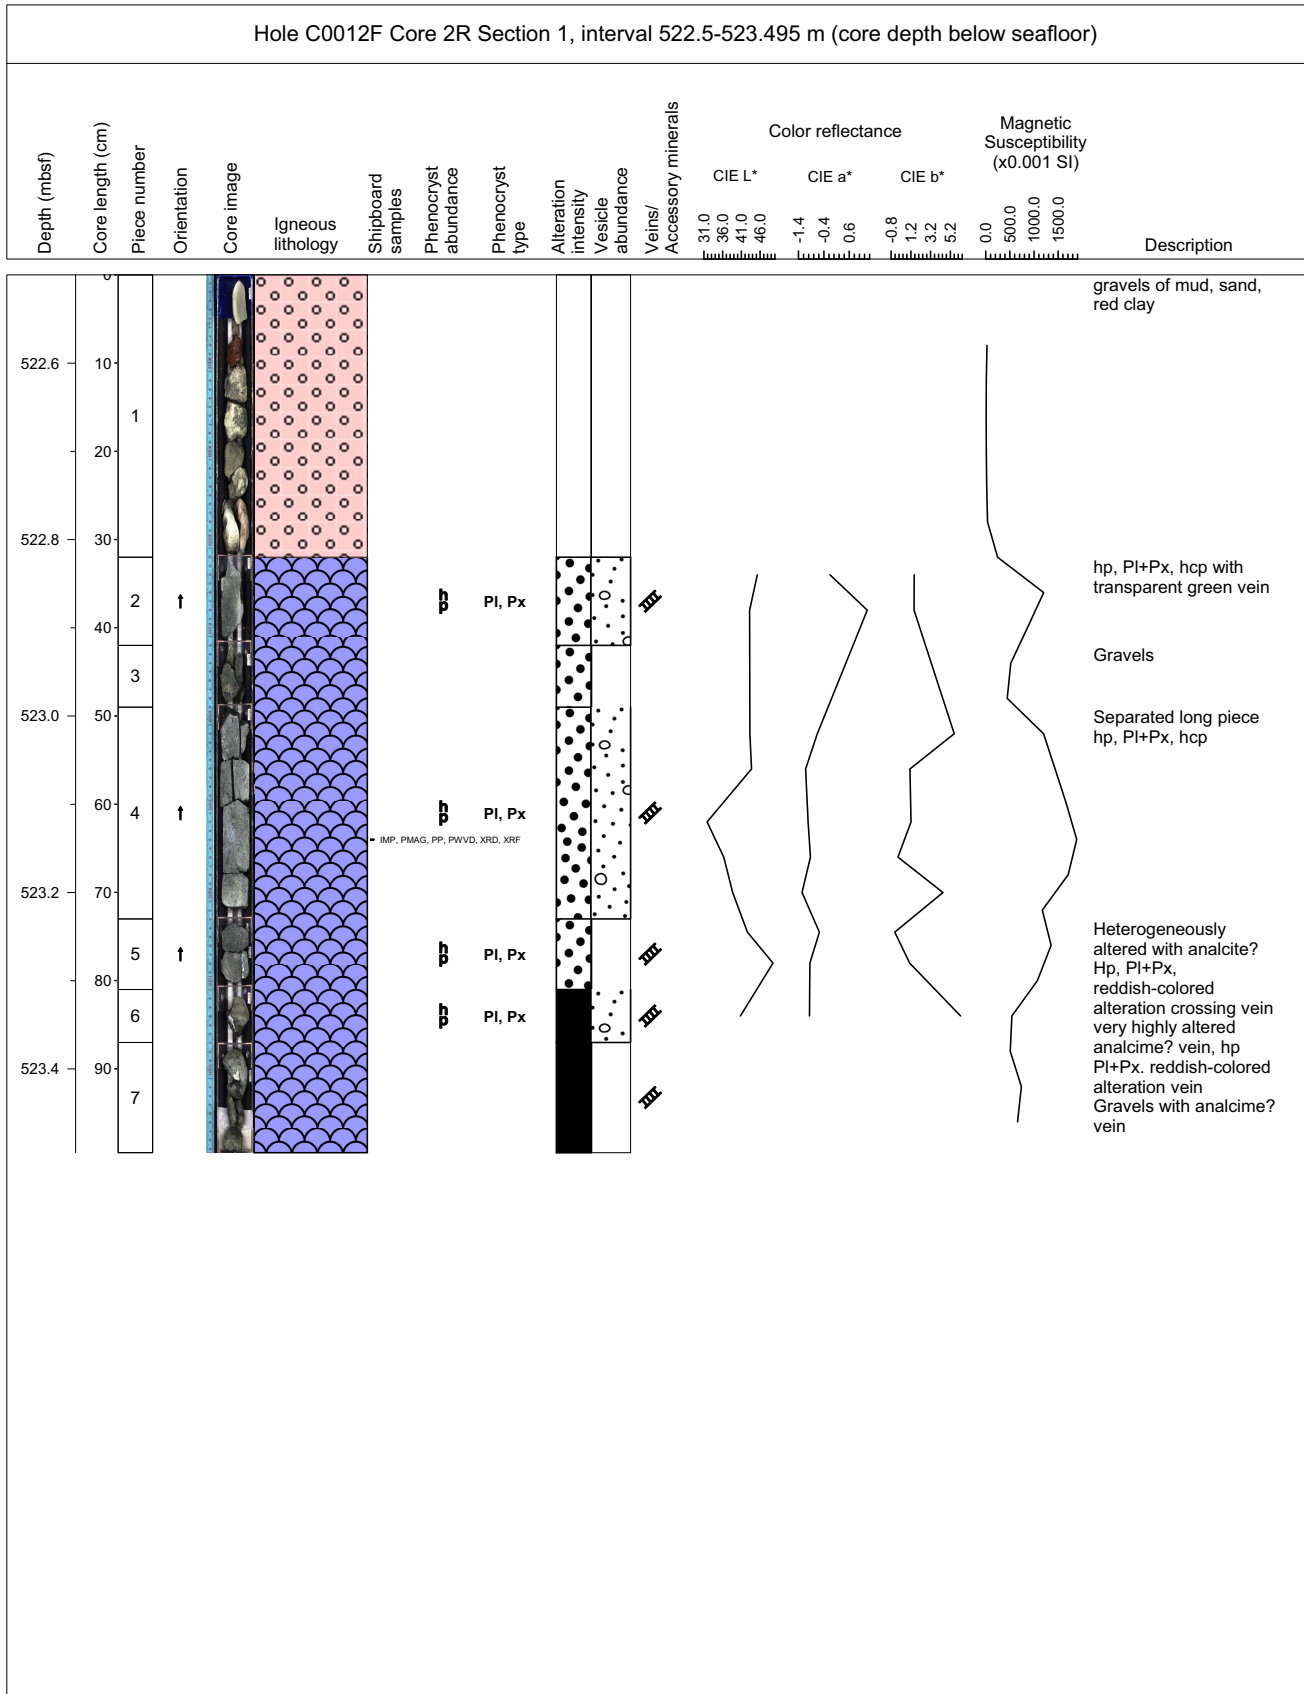 Hole C0012F Core 2R Section 1, interval 522.5-523.495 m (core depth below seafloor)
Depth (mbsf)
Core length (cm)
Piece number
Orientation
Core image
Igneous
lithology
Shipboard
samples
Phenocryst
abundance
Phenocryst
type
Alteration
intensity
Vesicle
abundance
Veins/
Accessory minerals
Color reflectance
CIE L*
31.0 36.0 41.0 46.0
CIE a*
-1.4 -0.4 0.6
CIE b*
-0.8 1.2 3.2 5.2
Magnetic
Susceptibility
(x0.001 SI)
0.0 5000.0 1000.0 1500.0
Description
0
gravels of mud, sand,
red clay
522.6 10
1
20
522.8 30
hp, Pl+Px, hcp with
transparent green vein
2 hp Pl, Px
40
Gravels
3
523.0 50
Separated long piece
hp, Pl+Px, hcp
60
4 hp Pl, Px
IMP, PMAG, PP, PWVD, XRD, XRF
523.2 70
5 hp Pl, Px
Heterogeneously
altered with analcite?
Hp, Pl+Px,
reddish-colored
alteration crossing vein
80
6 hp Pl, Px
very highly altered
analcime? vein, hp
Pl+Px. reddish-colored
alteration vein
523.4 90
7
Gravels with analcime?
vein